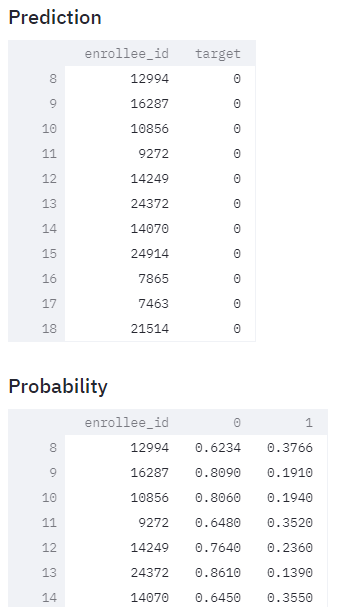 Prediction
enrollee_id target
8 12994 0
9 16287 0
10 10856 0
11 9272 0
12 14249 0
13 24372 0
14 14070 0
15 24914 0
16 7865 0
17 7463 0
18 21514 0
Probability
enrollee_id 0 1
8 12994 0.6234 0.3766
9 16287 0.8090 0.1910
10 10856 0.8060 0.1940
11 9272 0.6480 0.3520
12 14249 0.7640 0.2360
13 24372 0.8610 0.1390
14 14070 0.6450 0.3550